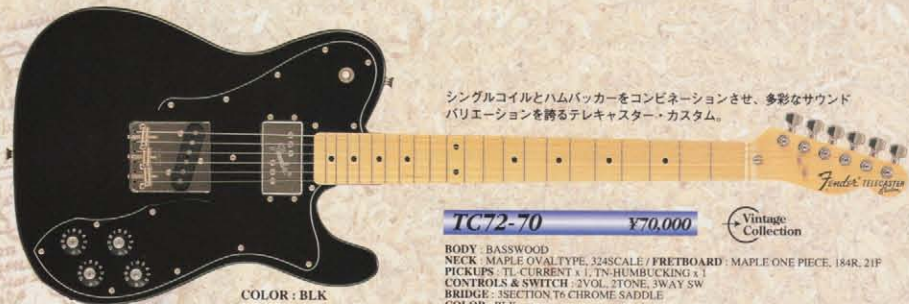 シングルコイルとハムバッカーをコンビネーションさせ、多彩なサウンド
バリエーションを誇るテレキャスター・カスタム。
Fender TELECASTER
Custom
TC72-70 ¥70,000
Vintage
Collection
BODY : BASSWOOD
NECK : MAPLE OVALTYPE, 324SCALE / FRETBOARD : MAPLE ONE PIECE, 184R, 21F
PICKUPS : TL-CURRENT x 1, TN-HUMBUCKING x 1
CONTROLS & SWITCH : 2VOL, 2TONE, 3WAY SW
BRIDGE : 3SECTION T6 CHROME SADDLE
COLOR : BLK
COLOR : BLK